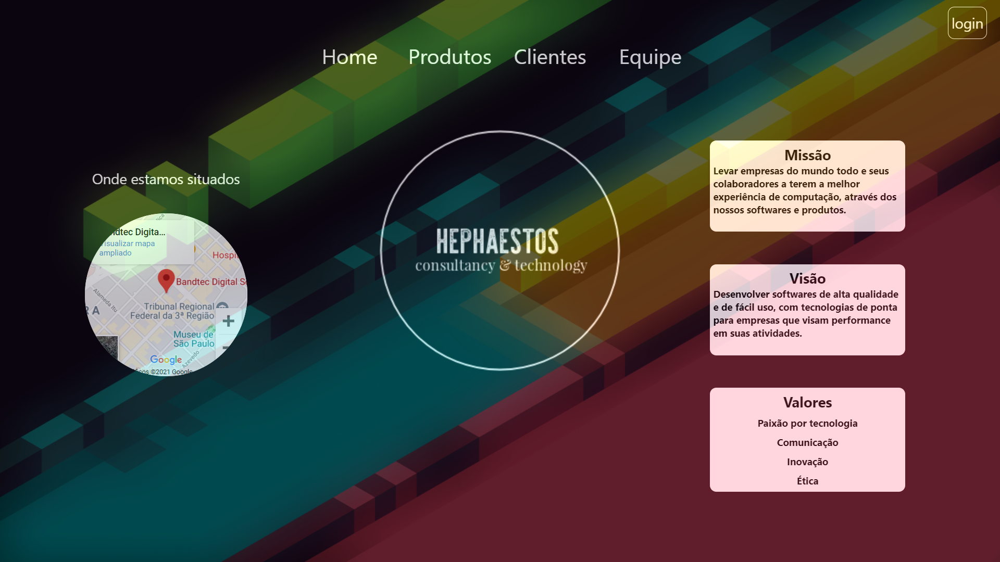 login
Home Produtos Clientes Equipe
Onde estamos situados
Digita...
Visualizar mapa
ampliado
Hospi
Bandtec Digital
Tribunal Regional
Federal da 3ª Região
Alameda Itu
R A
Museu de
São Paulo
Azevedo
Google
©2021 Google
HEPHAESTOS
consultancy & technology
Missão
Levar empresas do mundo todo e seus
colaboradores a terem a melhor
experiência de computação, através dos
nossos softwares e produtos.
Visão
Desenvolver softwares de alta qualidade
e de fácil uso, com tecnologias de ponta
para empresas que visam performance
em suas atividades.
Valores
Paixão por tecnologia
Comunicação
Inovação
Ética